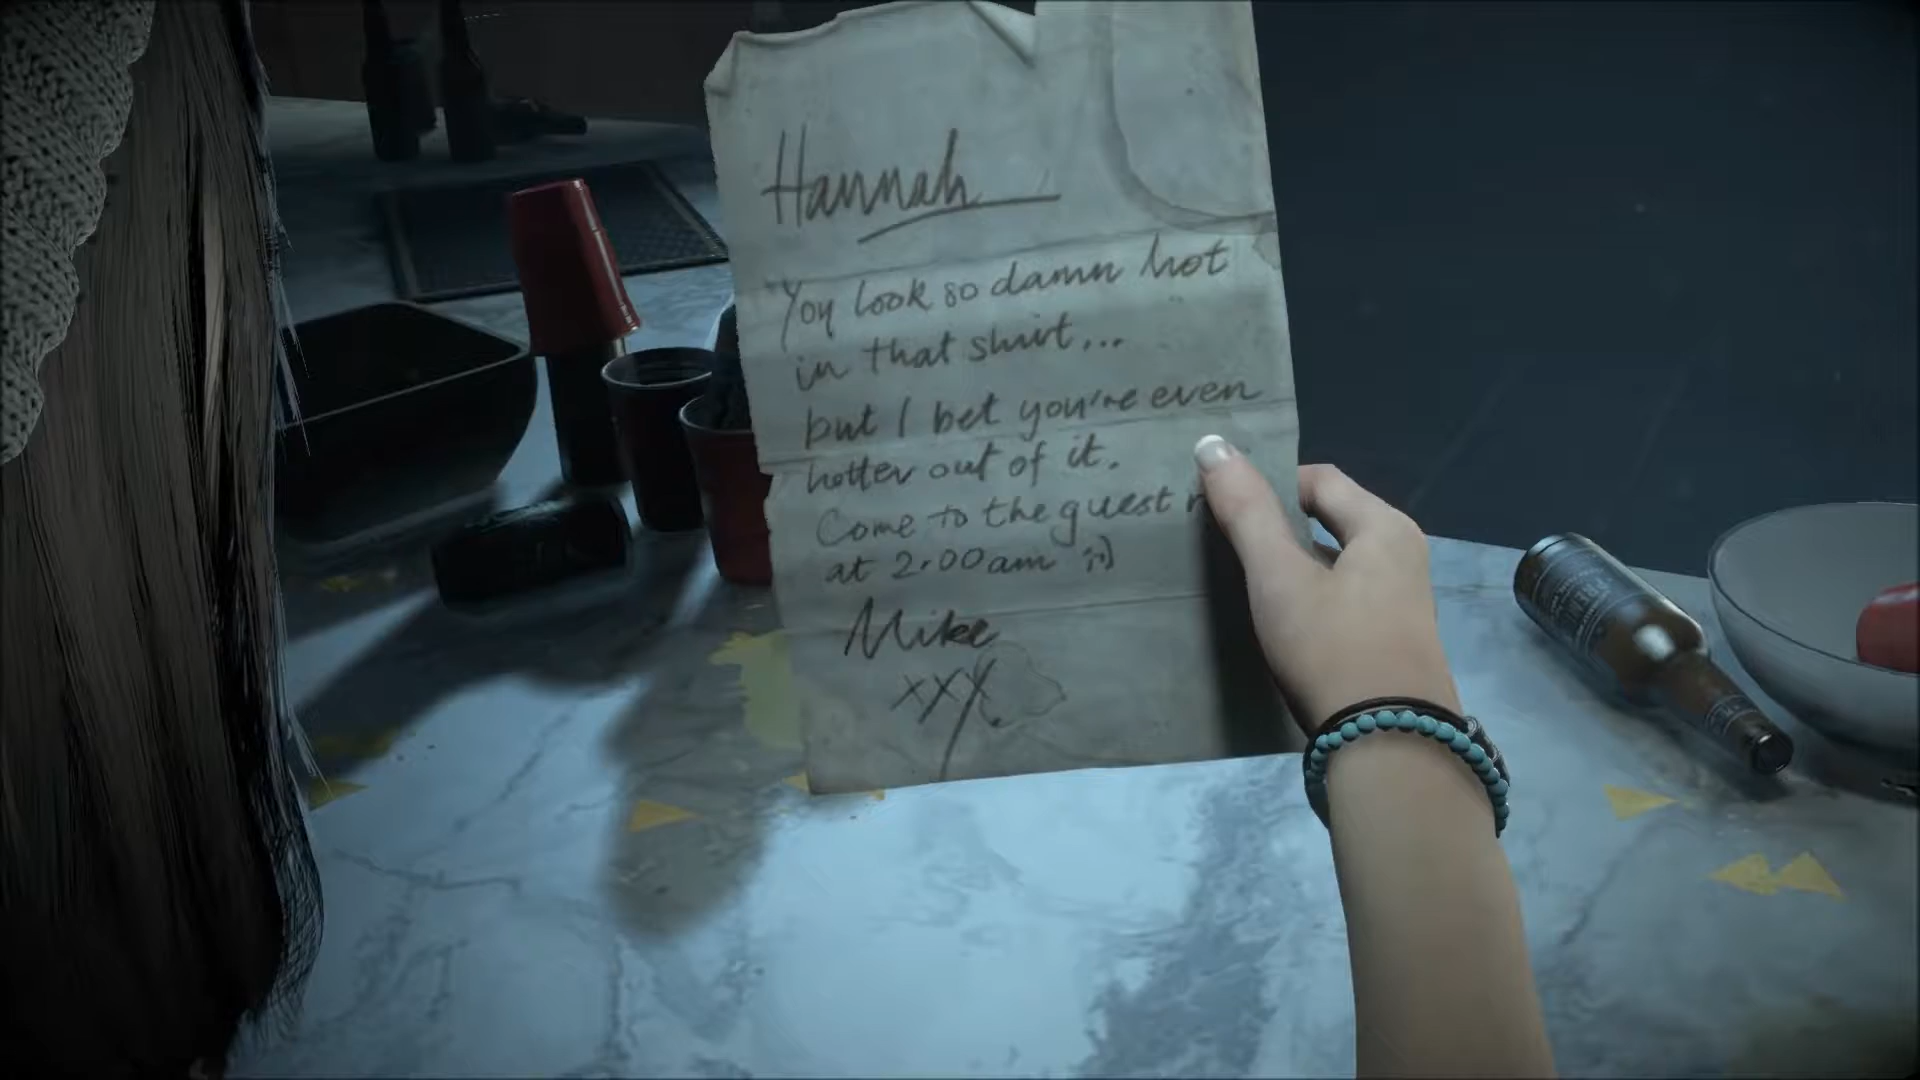 Hannah
You look so damn hot
in that shirt...
but I bet you're even
hotter out of it.
Come to the guest r
at 2.00am ;)
Mike
xxx